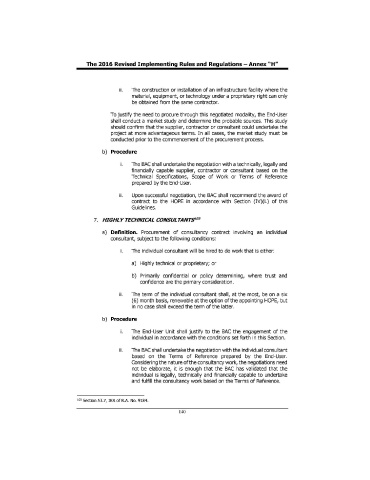 The 2016 Revised Implementing Rules and Regulations – Annex "H"
iii. The construction or installation of an infrastructure facility where the
material, equipment, or technology under a proprietary right can only
be obtained from the same contractor.
To justify the need to procure through this negotiated modality, the End-User
shall conduct a market study and determine the probable sources. This study
should confirm that the supplier, contractor or consultant could undertake the
project at more advantageous terms. In all cases, the market study must be
conducted prior to the commencement of the procurement process.
b) Procedure
i. The BAC shall undertake the negotiation with a technically, legally and
financially capable supplier, contractor or consultant based on the
Technical Specifications, Scope of Work or Terms of Reference
prepared by the End-User.
ii. Upon successful negotiation, the BAC shall recommend the award of
contract to the HOPE in accordance with Section (IV)(L) of this
Guidelines.
7. HIGHLY TECHNICAL CONSULTANTS
a) Definition. Procurement of consultancy contract involving an individual
consultant, subject to the following conditions:
i. The individual consultant will be hired to do work that is either:
a) Highly technical or proprietary; or
b) Primarily confidential or policy determining, where trust and
confidence are the primary consideration.
ii. The term of the individual consultant shall, at the most, be on a six
(6) month basis, renewable at the option of the appointing HOPE, but
in no case shall exceed the term of the latter.
b) Procedure
i. The End-User Unit shall justify to the BAC the engagement of the
individual in accordance with the conditions set forth in this Section.
ii. The BAC shall undertake the negotiation with the individual consultant
based on the Terms of Reference prepared by the End-User.
Considering the nature of the consultancy work, the negotiations need
not be elaborate, it is enough that the BAC has validated that the
individual is legally, technically and financially capable to undertake
and fulfill the consultancy work based on the Terms of Reference.
Section 53.7, IRR of R.A. No. 9184.